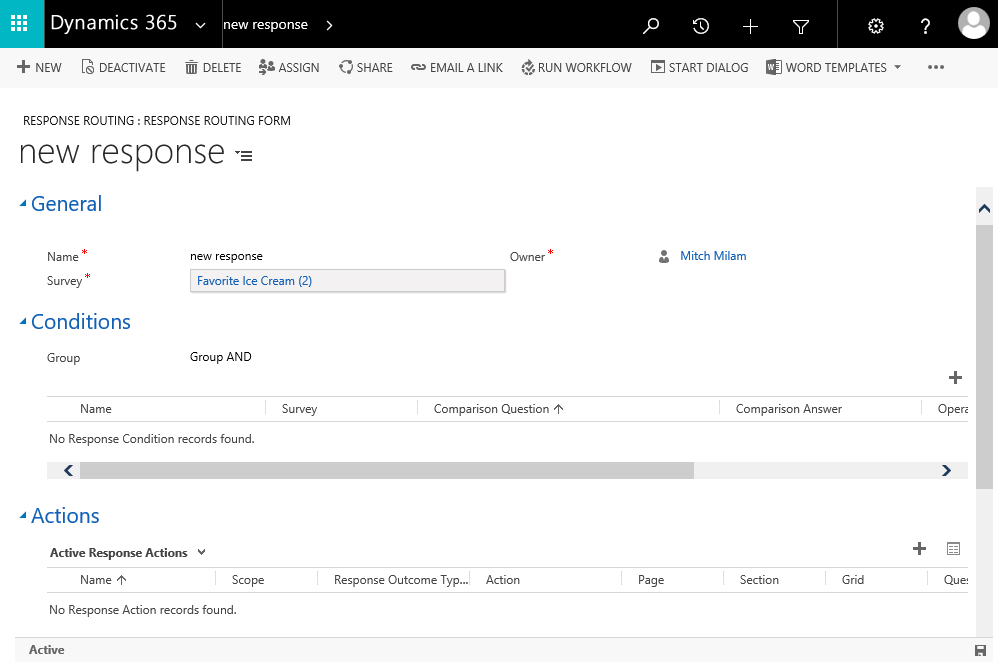 Dynamics 365 new response
NEW DEACTIVATE DELETE ASSIGN SHARE EMAIL A LINK RUN WORKFLOW START DIALOG WORD TEMPLATES
RESPONSE ROUTING : RESPONSE ROUTING FORM
new response
General
Name* new response Owner* Mitch Milam
Survey* Favorite Ice Cream (2)
Conditions
Group Group AND
Name Survey Comparison Question Comparison Answer Opera
No Response Condition records found.
Actions
Active Response Actions
Name Scope Response Outcome Typ... Action Page Section Grid Ques
No Response Action records found.
Active